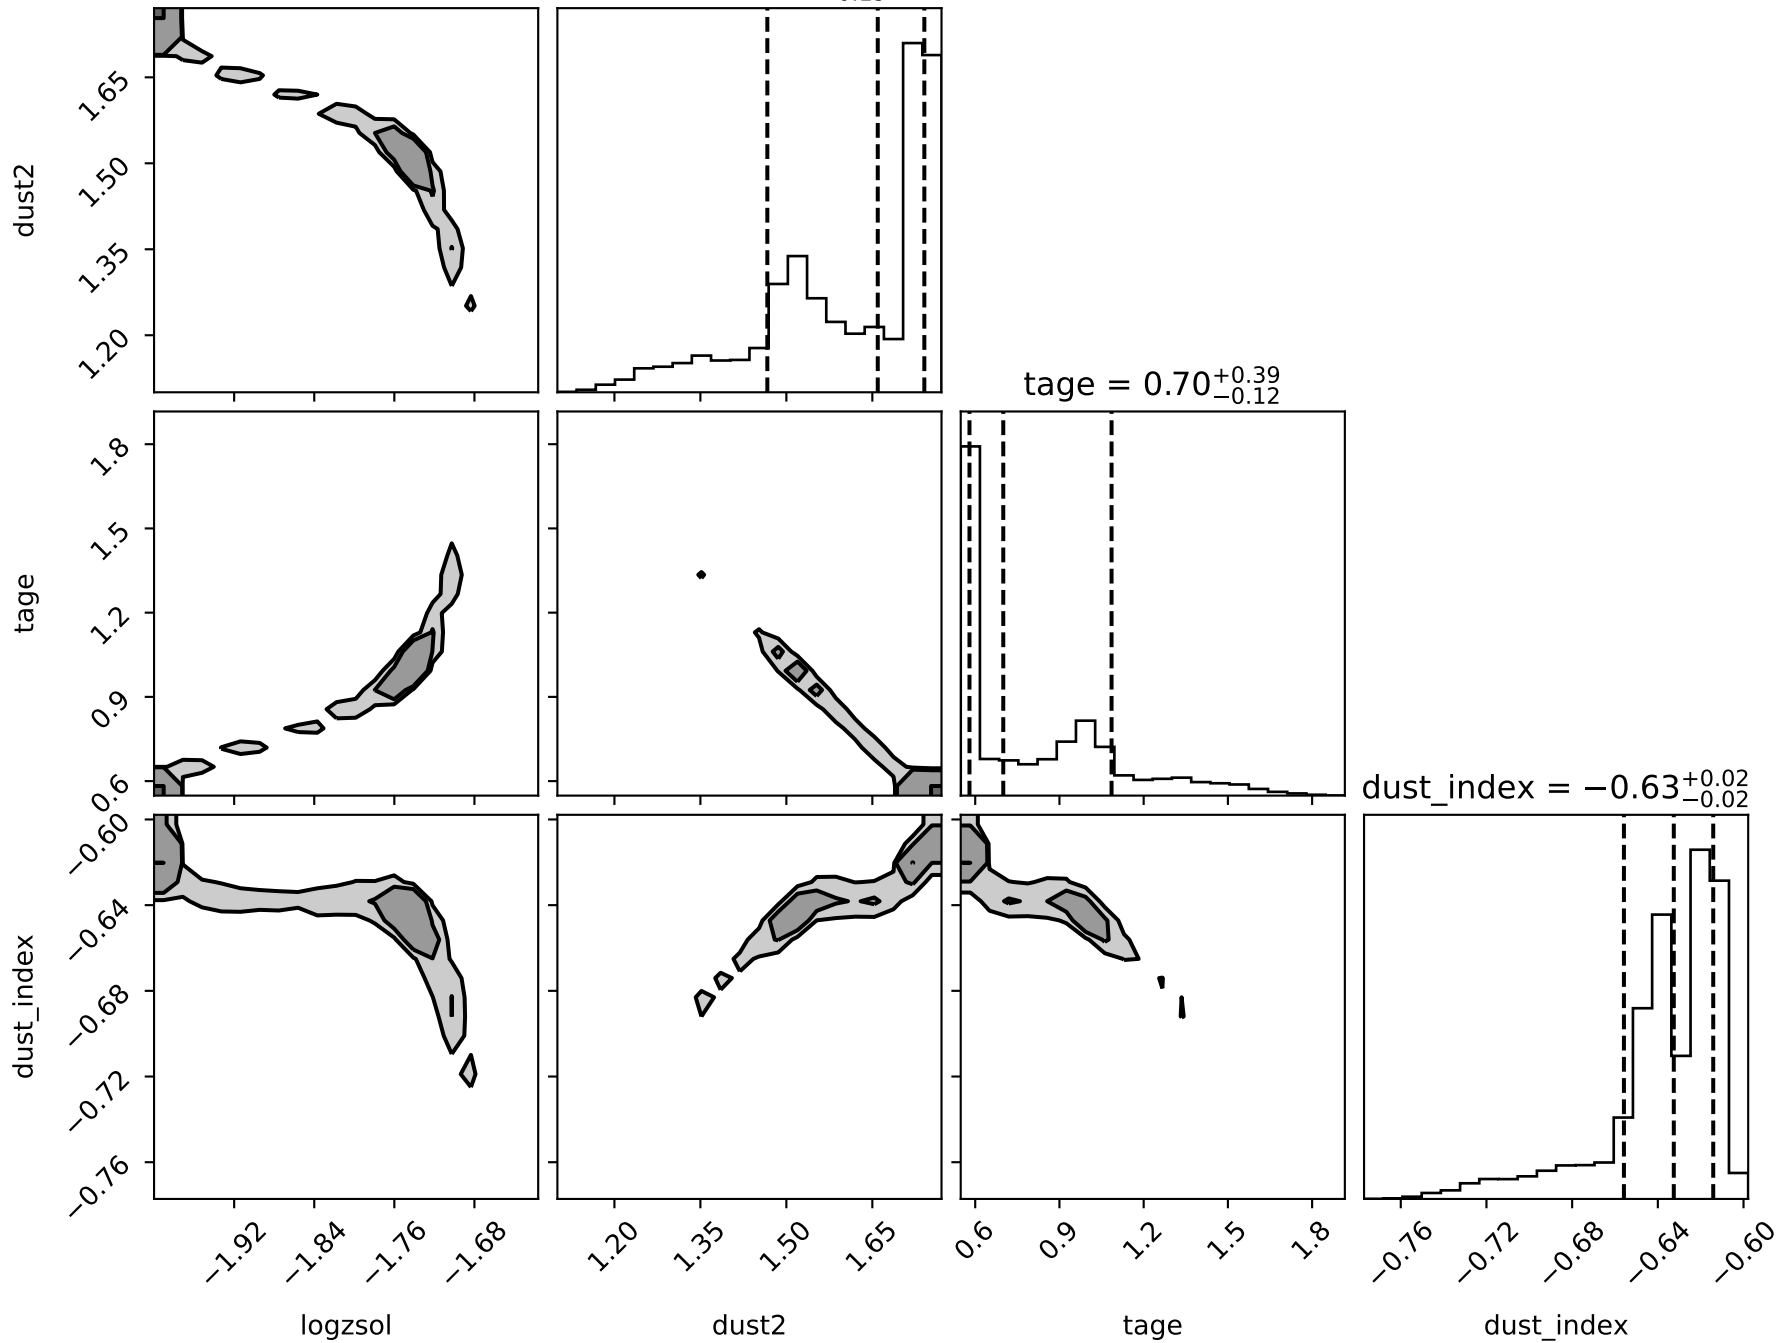 dust2
1.65
1.50
1.35
1.20
tage = 0.70 +0.39 −0.12
tage
1.8
1.5
1.2
0.9
0.6
dust_index = −0.63 +0.02 −0.02
dust_index
−0.60
−0.64
−0.68
−0.72
−0.76
−1.92 −1.84 −1.76 −1.68
1.20 1.35 1.50 1.65
0.6 0.9 1.2 1.5 1.8
−0.76 −0.72 −0.68 −0.64 −0.60
logzsol dust2 tage dust_index